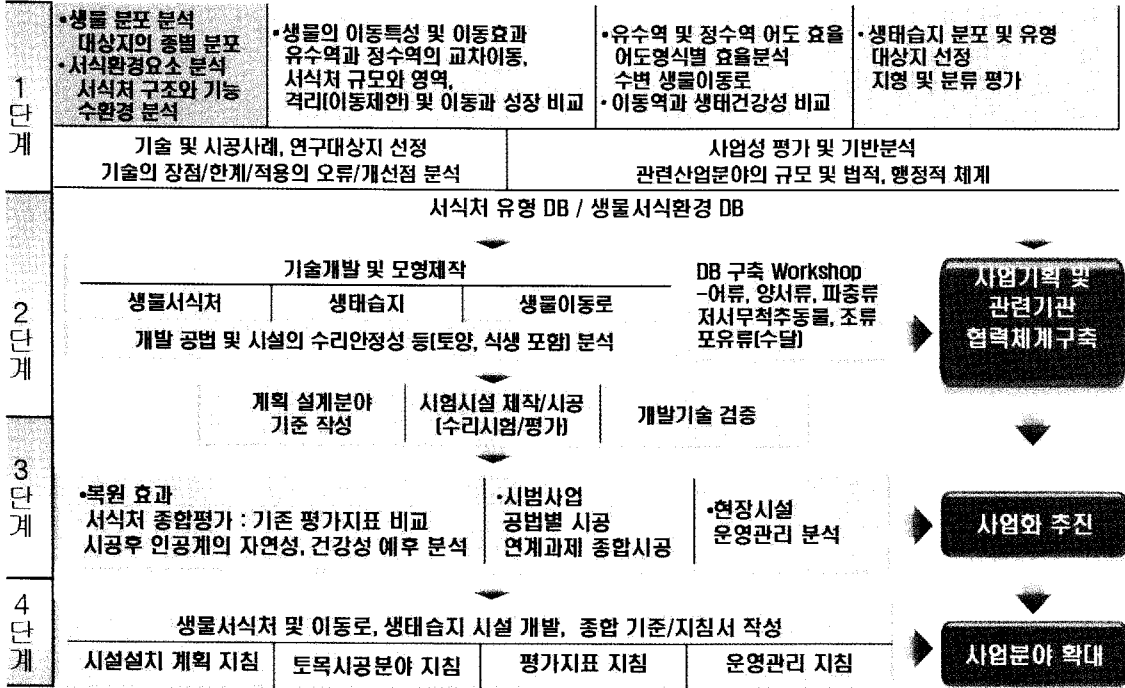 1
단
계
•생물 분포 분석
대상지의 종별 분포
•서식환경요소 분석
서식처 구조와 기능
수환경 분석
•생물의 이동특성 및 이동효과
유수역과 정수역의 교차이동,
서식처 규모와 영역,
격리(이동제한) 및 이동과 성장 비교
•유수역 및 정수역 어도 효율
어도형식별 효율분석
수변 생물이동로
•이동역과 생태건강성 비교
•생태습지 분포 및 유형
대상지 선정
지형 및 분류 평가
기술 및 시공사례, 연구대상지 선정
기술의 장점/한계/적용의 오류/개선점 분석
사업성 평가 및 기반분석
관련산업분야의 규모 및 법적, 행정적 체계
2
단
계
서식처 유형 DB / 생물서식환경 DB
기술개발 및 모형제작
생물서식처
생태습지
생물이동로
개발 공법 및 시설의 수리안정성 등(토양, 식생 포함) 분석
DB 구축 Workshop
-어류, 양서류, 파충류
저서무척추동물, 조류
포유류(수달)
사업기획 및
관련기관
협력체계구축
계획 설계분야
기준 작성
시험시설 제작/시공
(수리시험/평가)
개발기술 검증
3
단
계
•복원 효과
서식처 종합평가 : 기존 평가지표 비교
시공후 인공계의 자연성, 건강성 예후 분석
•시범사업
공법별 시공
연계과제 종합시공
•현장시설
운영관리 분석
사업화 추진
4
단
계
생물서식처 및 이동로, 생태습지 시설 개발, 종합 기준/지침서 작성
시설설치 계획 지침
토목시공분야 지침
평가지표 지침
운영관리 지침
사업분야 확대